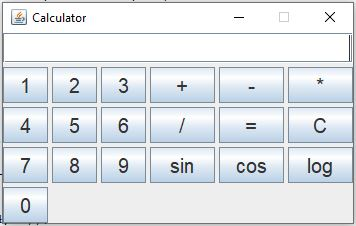 Calculator
1 2 3 + - *
4 5 6 / = C
7 8 9 sin cos log
0